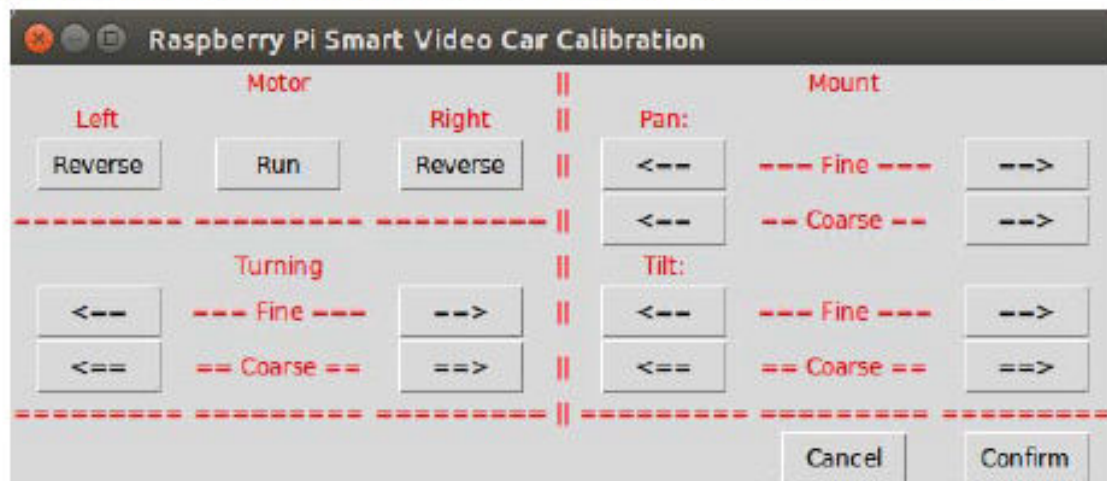 Raspberry Pi Smart Video Car Calibration
Motor || Mount
Left Right || Pan:
Reverse Run Reverse || <-- --- Fine --- -->
--------- --------- --------- || <-- -- Coarse -- -->
Turning || Tilt:
<-- --- Fine --- --> || <-- --- Fine --- -->
<== == Coarse == ==> || <== == Coarse == ==>
========= ========= ========= || ========= ========= =========
Cancel Confirm